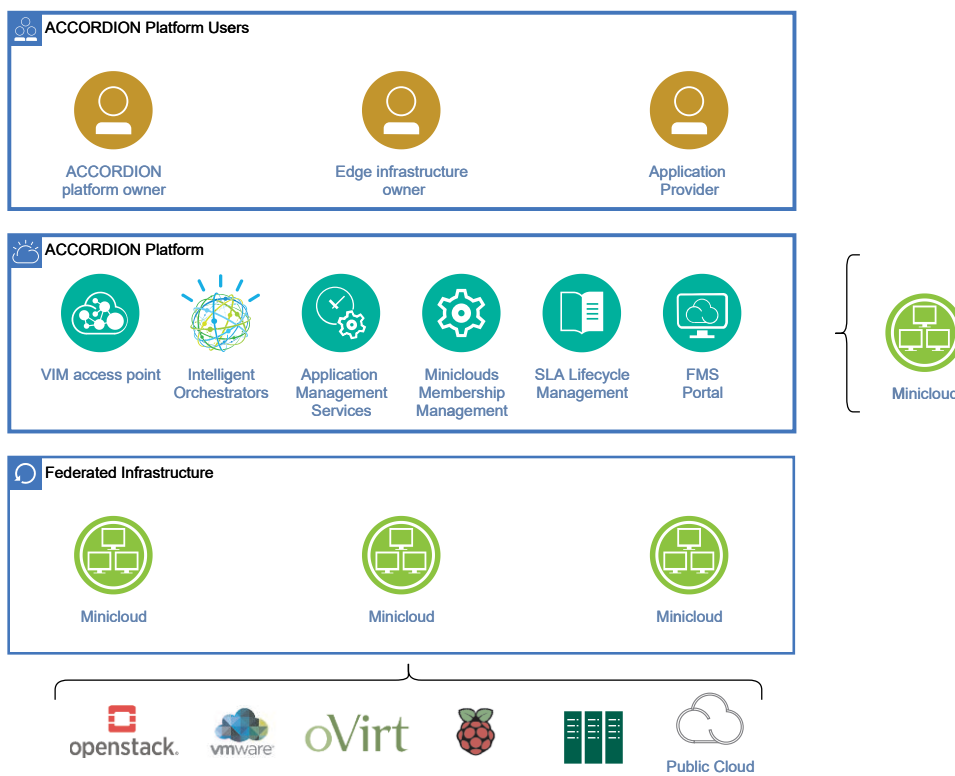 ACCORDION Platform Users
ACCORDION
platform owner
Edge infrastructure
owner
Application
Provider
ACCORDION Platform
VIM access point
Intelligent
Orchestrators
Application
Management
Services
Miniclouds
Membership
Management
SLA Lifecycle
Management
FMS
Portal
Minicloud
Federated Infrastructure
Minicloud
Minicloud
Minicloud
openstack.
vmware
oVirt
Public Cloud